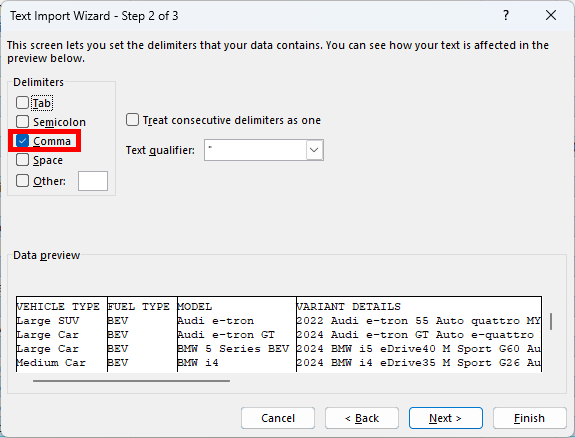 Text Import Wizard - Step 2 of 3
This screen lets you set the delimiters that your data contains. You can see how your text is affected in the
preview below.
Delimiters
Tab
Semicolon
Comma
Space
Other:
Treat consecutive delimiters as one
Text qualifier: "
Data preview
VEHICLE TYPE FUEL TYPE MODEL VARIANT DETAILS
Large SUV BEV Audi e-tron 2022 Audi e-tron 55 Auto quattro MY
Large Car BEV Audi e-tron GT 2024 Audi e-tron GT Auto e-quattro
Large Car BEV BMW 5 Series BEV 2024 BMW i5 eDrive40 M Sport G60 Au
Medium Car BEV BMW i4 2024 BMW i4 eDrive35 M Sport G26 Au
Cancel < Back Next > Finish